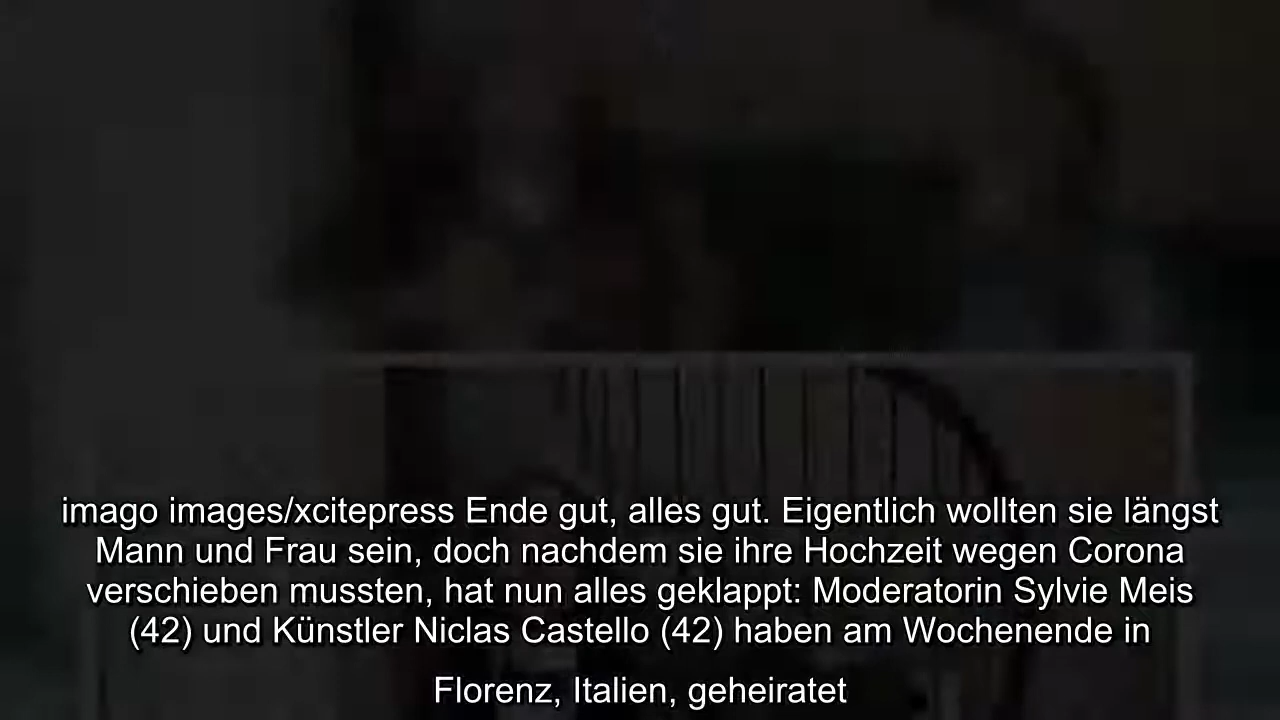 imago images/xcitepress Ende gut, alles gut. Eigentlich wollten sie längst
Mann und Frau sein, doch nachdem sie ihre Hochzeit wegen Corona
verschieben mussten, hat nun alles geklappt: Moderatorin Sylvie Meis
(42) und Künstler Niclas Castello (42) haben am Wochenende in
Florenz, Italien, geheiratet